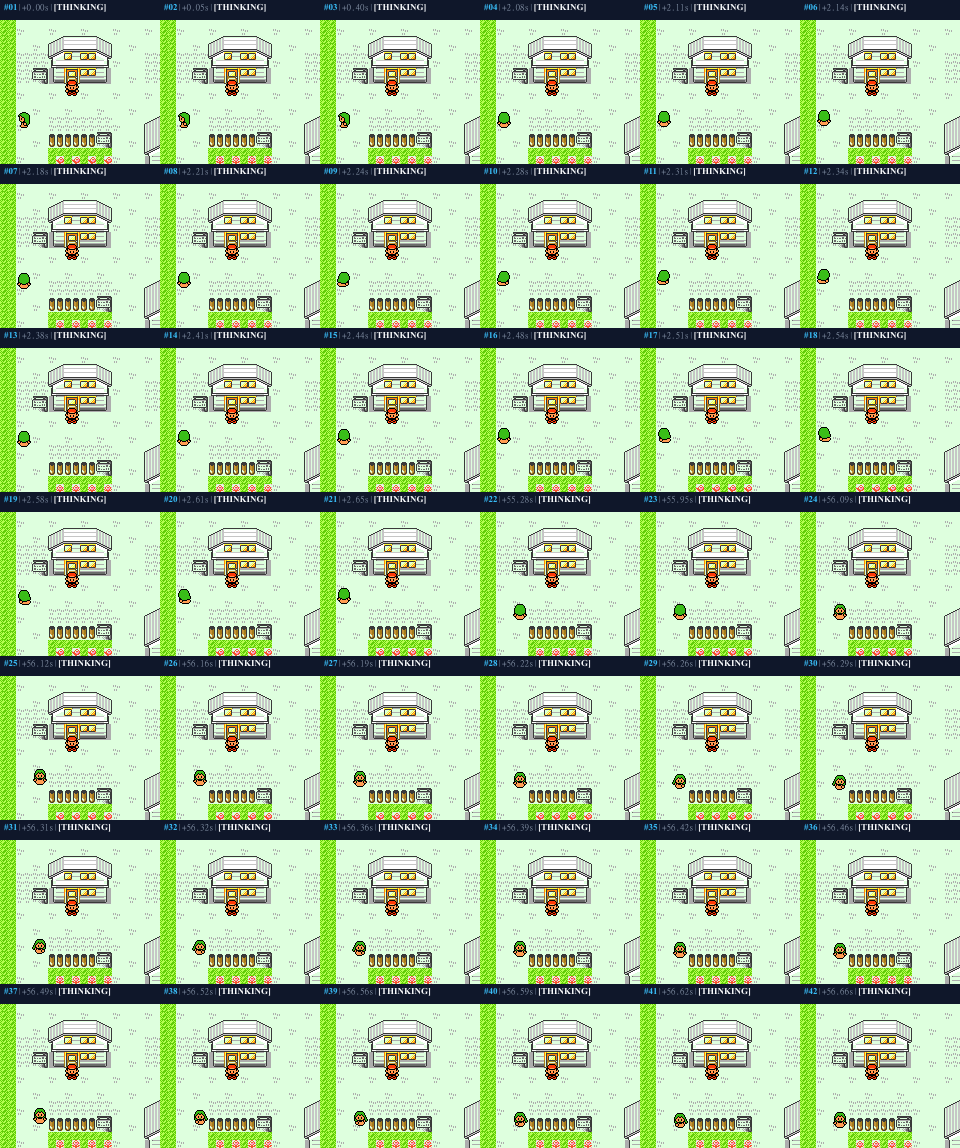 #01|+0.00s|[THINKING] #02|+0.05s|[THINKING] #03|+0.40s|[THINKING] #04|+2.08s|[THINKING] #05|+2.11s|[THINKING] #06|+2.14s|[THINKING]
#07|+2.18s|[THINKING] #08|+2.21s|[THINKING] #09|+2.24s|[THINKING] #10|+2.28s|[THINKING] #11|+2.31s|[THINKING] #12|+2.34s|[THINKING]
#13|+2.38s|[THINKING] #14|+2.41s|[THINKING] #15|+2.44s|[THINKING] #16|+2.48s|[THINKING] #17|+2.51s|[THINKING] #18|+2.54s|[THINKING]
#19|+2.58s|[THINKING] #20|+2.61s|[THINKING] #21|+2.65s|[THINKING] #22|+55.28s|[THINKING] #23|+55.95s|[THINKING] #24|+56.09s|[THINKING]
#25|+56.12s|[THINKING] #26|+56.16s|[THINKING] #27|+56.19s|[THINKING] #28|+56.22s|[THINKING] #29|+56.26s|[THINKING] #30|+56.29s|[THINKING]
#31|+56.31s|[THINKING] #32|+56.32s|[THINKING] #33|+56.36s|[THINKING] #34|+56.39s|[THINKING] #35|+56.42s|[THINKING] #36|+56.46s|[THINKING]
#37|+56.49s|[THINKING] #38|+56.52s|[THINKING] #39|+56.56s|[THINKING] #40|+56.59s|[THINKING] #41|+56.62s|[THINKING] #42|+56.66s|[THINKING]